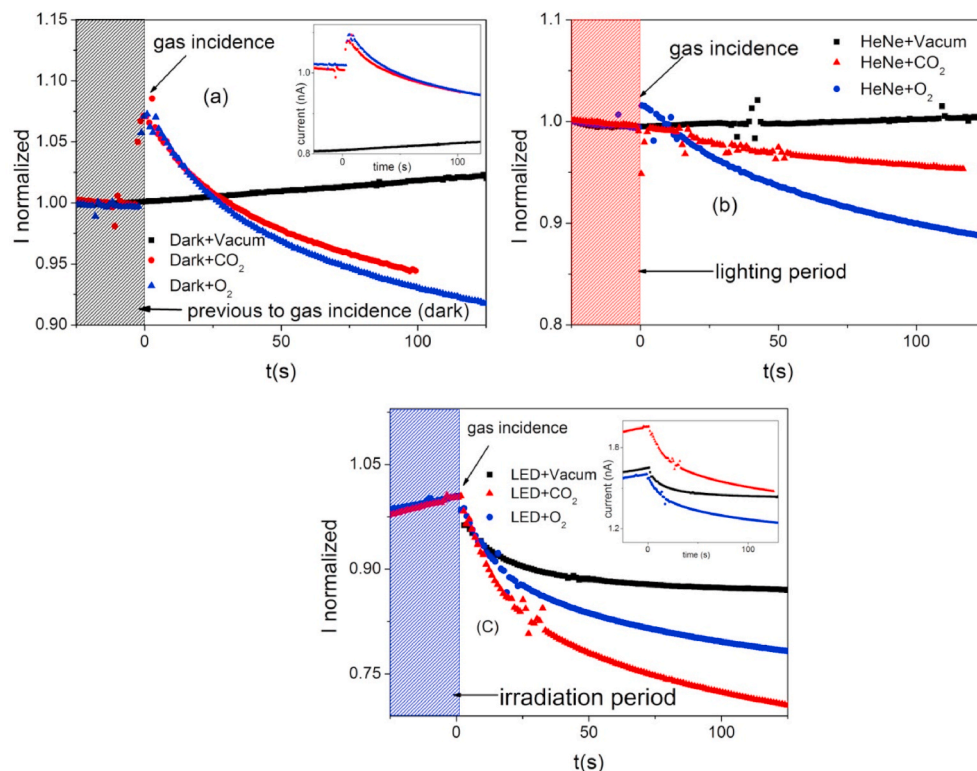 1.15
1.10
1.05
1.00
0.95
0.90
I normalized
gas incidence
(a)
1.0
0.8
current (nA)
0
100
time (s)
Dark+Vacum
Dark+CO₂
Dark+O₂
previous to gas incidence (dark)
0
50
100
t(s)
1.1
1.0
0.9
0.8
I normalized
gas incidence
HeNe+Vacum
HeNe+CO₂
HeNe+O₂
(b)
lighting period
0
50
100
t(s)
1.05
0.90
0.75
I normalized
gas incidence
LED+Vacum
LED+CO₂
LED+O₂
1.8
1.2
current (nA)
0
100
time (s)
(C)
irradiation period
0
50
100
t(s)